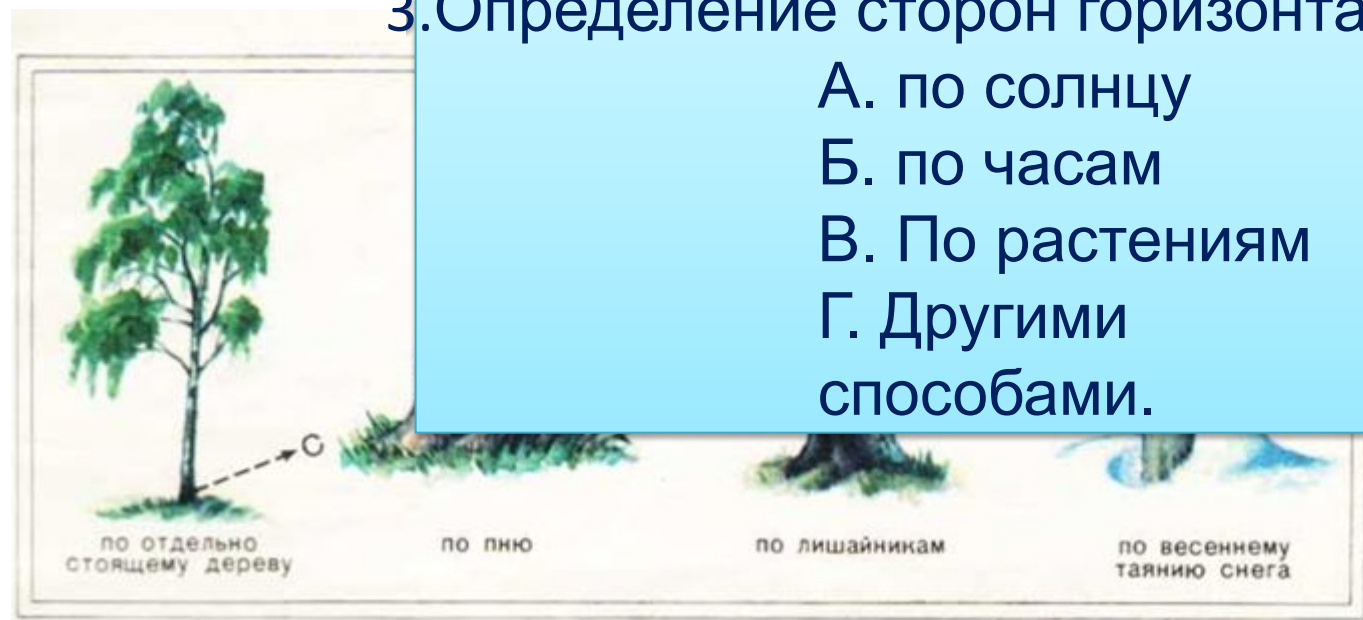 3.Определение сторон горизонта
А. по солнцу
Б. по часам
В. По растениям
Г. Другими
способами.
С
по отдельно
стоящему дереву
по пню
по лишайникам
по весеннему
таянию снега